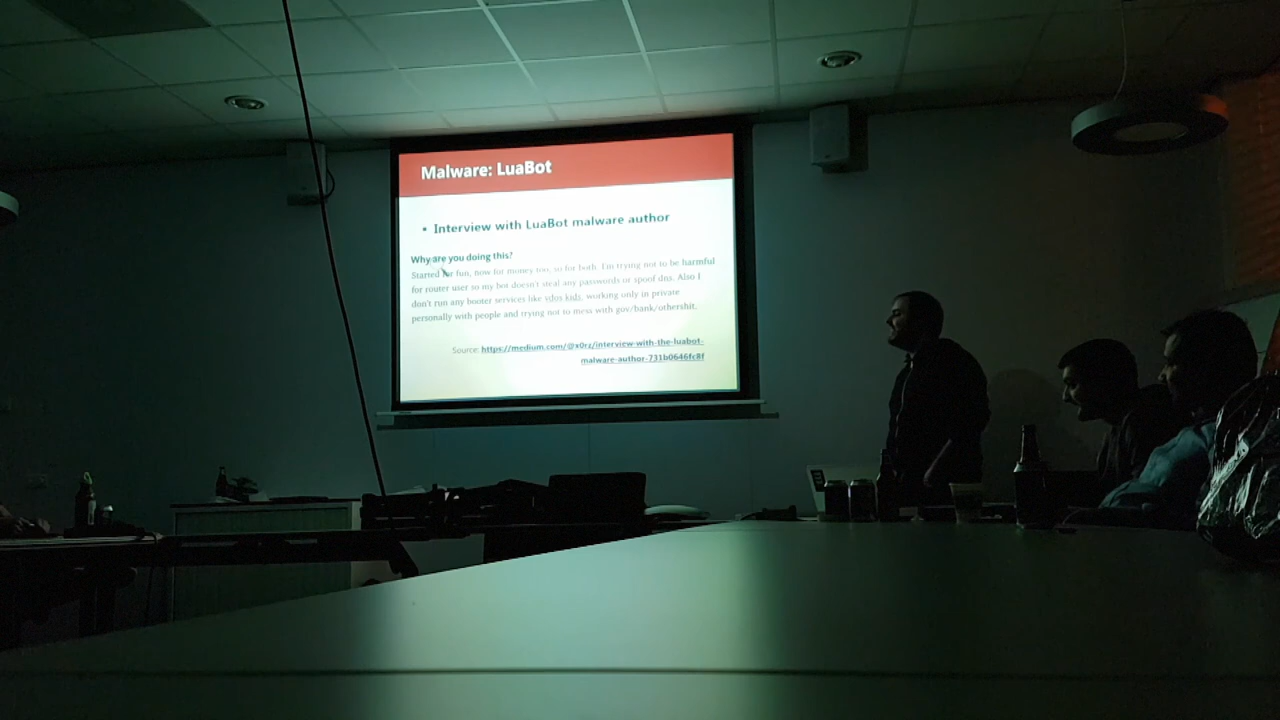 Malware: LuaBot
▪ Interview with LuaBot malware author
Why are you doing this?
Started for fun, now for money too, so for both. I'm trying not to be harmful
for router user so my bot doesn't steal any passwords or spoof dns. Also I
don't run any booter services like vdos kids, working only in private
personally with people and trying not to mess with gov/bank/othershit.
Source: https://medium.com/@x0rz/interview-with-the-luabot-
malware-author-731b0646fc8f